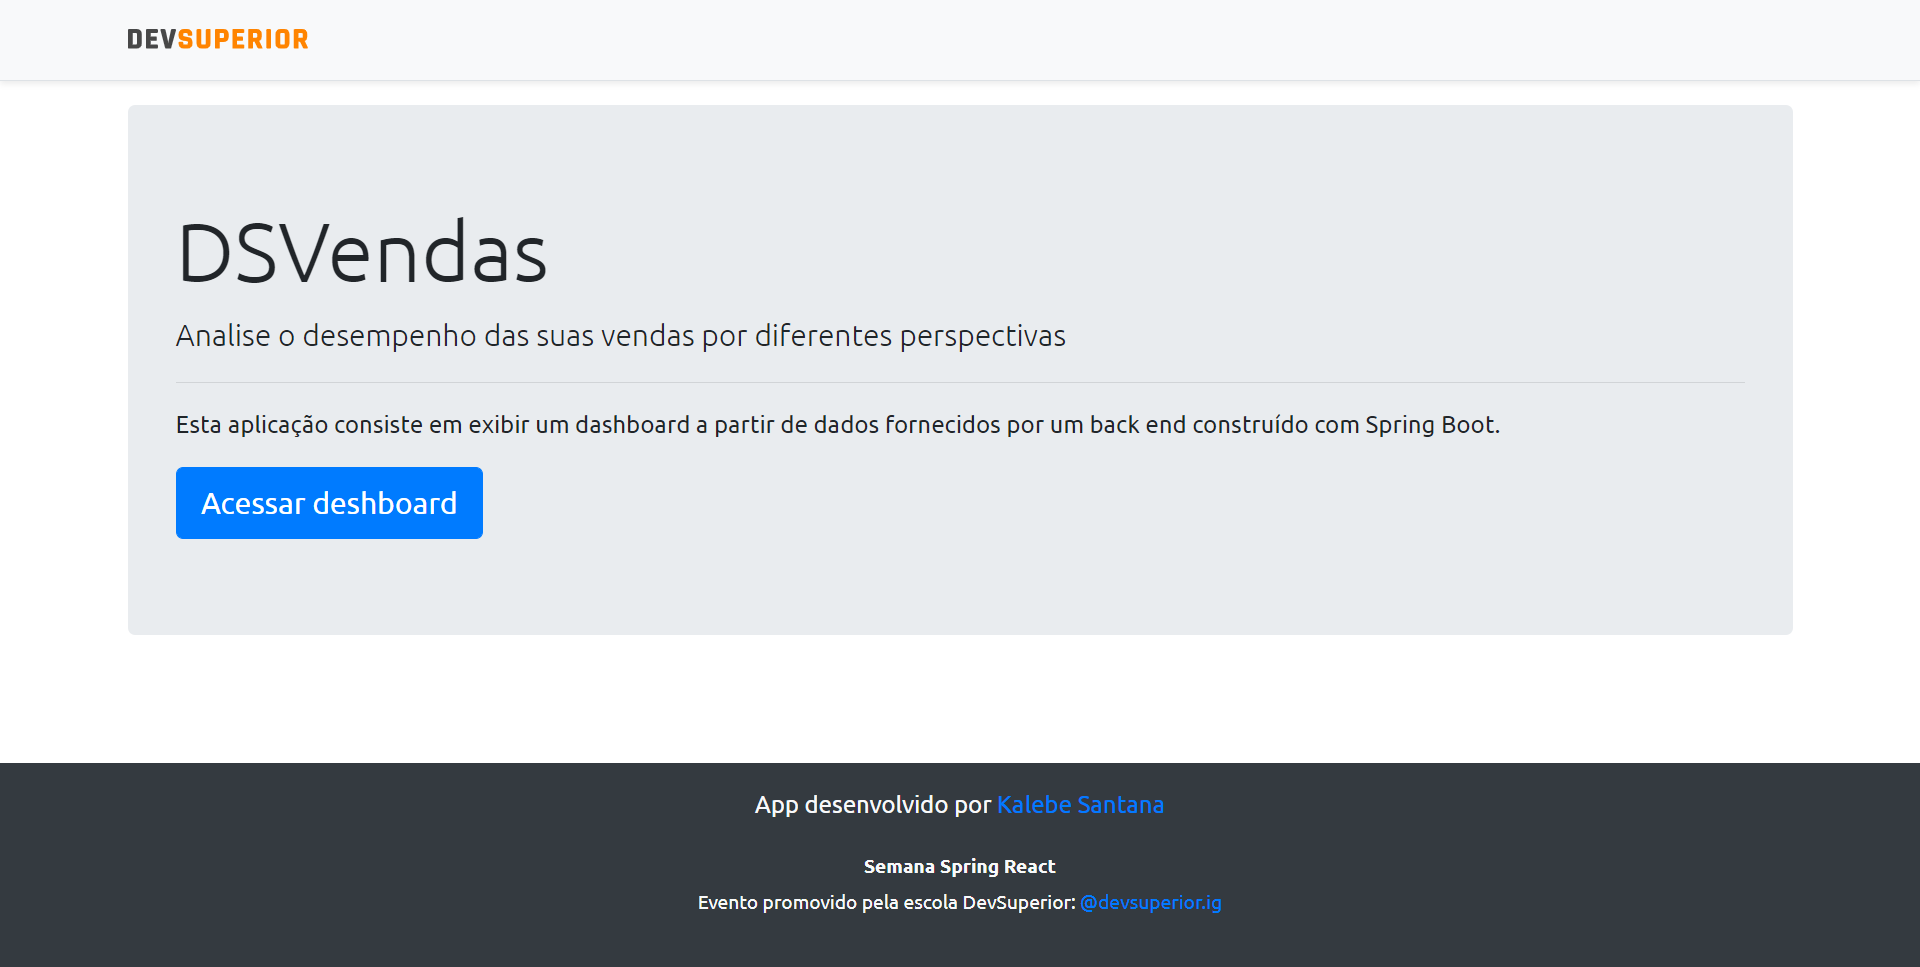 DEVSUPERIOR
DSVendas
Analise o desempenho das suas vendas por diferentes perspectivas
Esta aplicação consiste em exibir um dashboard a partir de dados fornecidos por um back end construído com Spring Boot.
Acessar deshboard
App desenvolvido por Kalebe Santana
Semana Spring React
Evento promovido pela escola DevSuperior: @devsuperior.ig